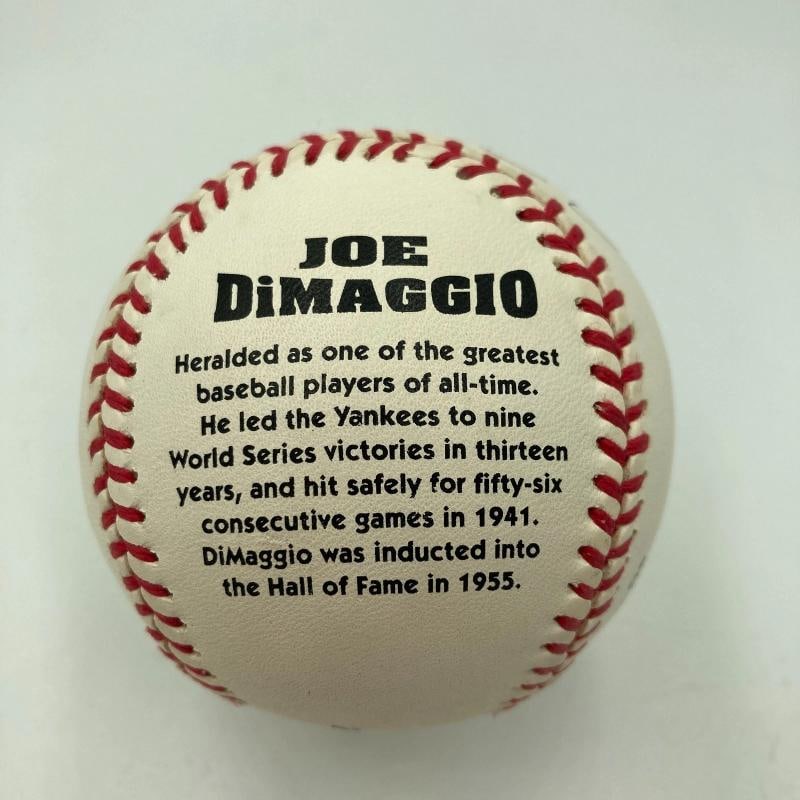 JOE
DiMAGGIO
Heralded as one of the greatest
baseball players of all-time.
He led the Yankees to nine
World Series victories in thirteen
years, and hit safely for fifty-six
consecutive games in 1941.
DiMaggio was inducted into
the Hall of Fame in 1955.